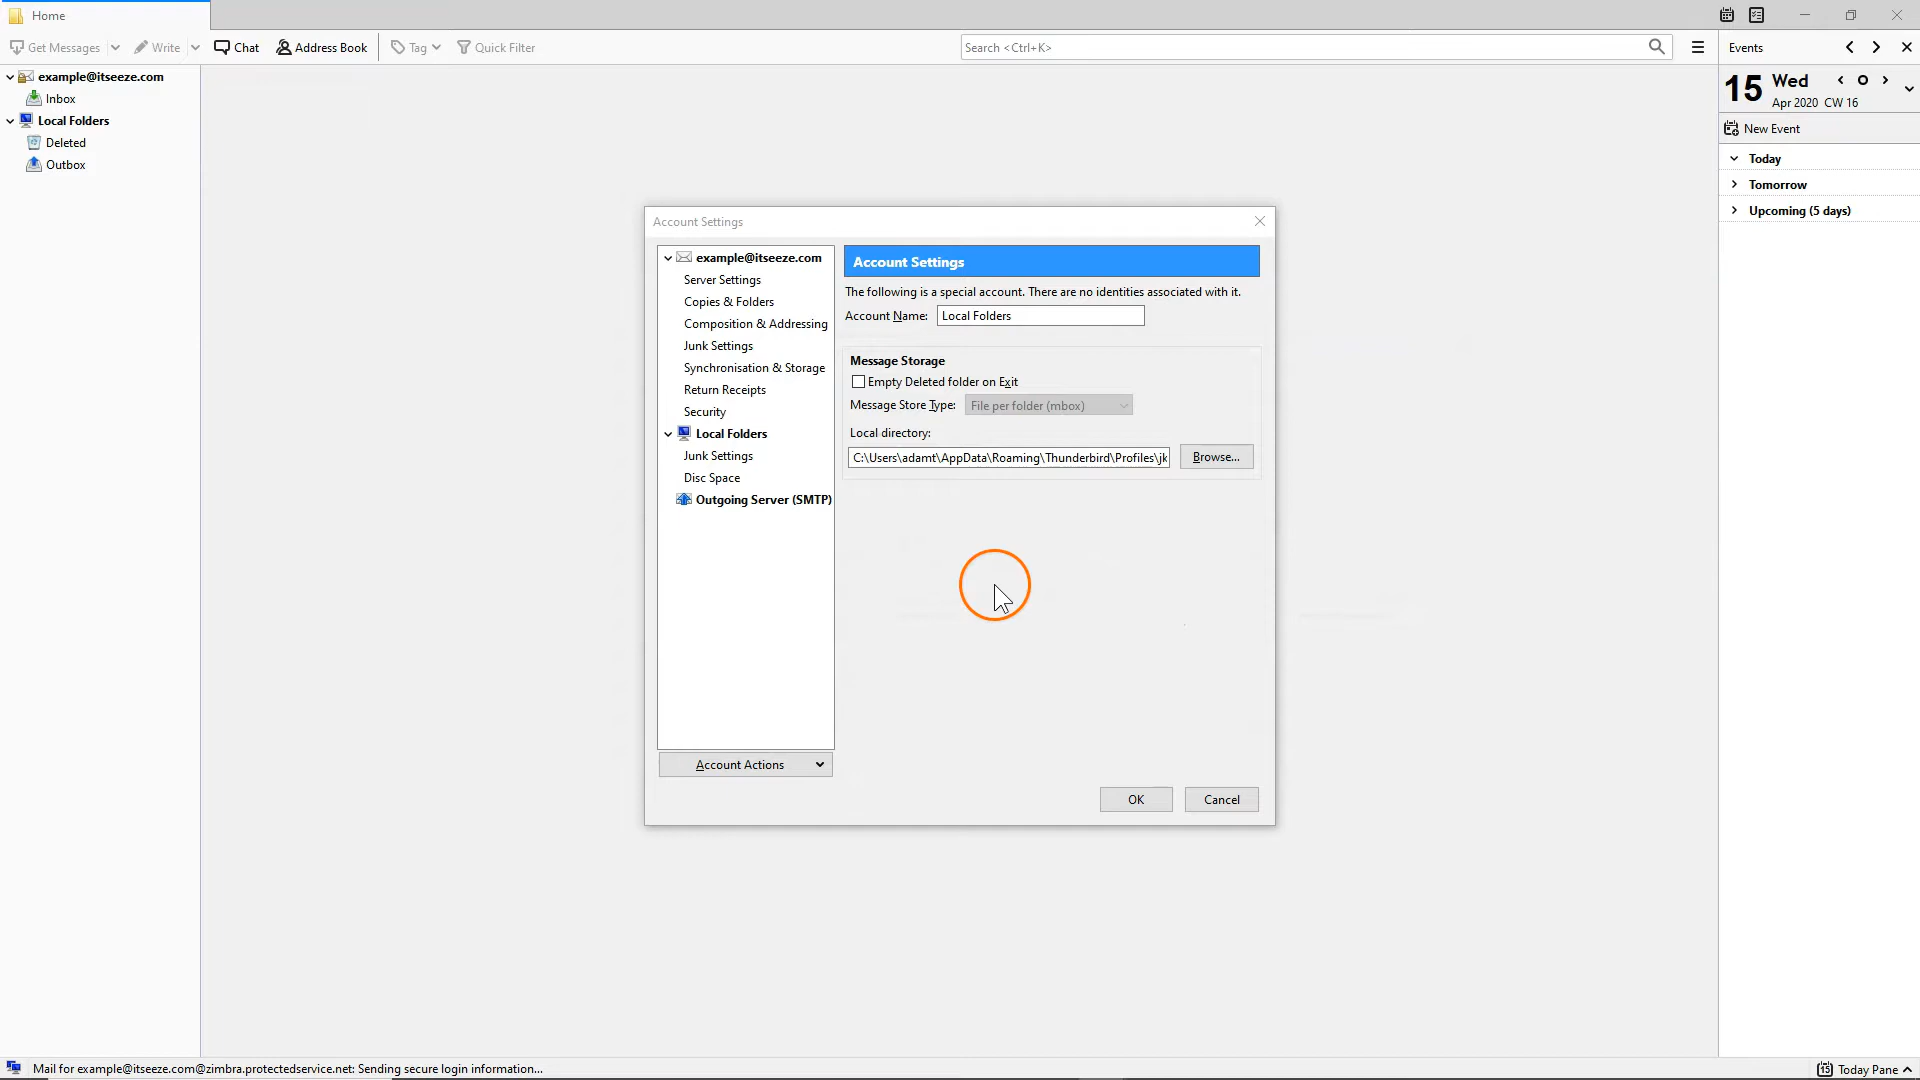 Home
Get Messages
Write
Chat
Address Book
Tag
Quick Filter
Search <Ctrl+K>
Events
example@itseeze.com
Inbox
Local Folders
Deleted
Outbox
15 Wed
Apr 2020 CW 16
New Event
Today
Tomorrow
Upcoming (5 days)
Account Settings
example@itseeze.com
Server Settings
Copies & Folders
Composition & Addressing
Junk Settings
Synchronisation & Storage
Return Receipts
Security
Local Folders
Junk Settings
Disc Space
Outgoing Server (SMTP)
Account Actions
Account Settings
The following is a special account. There are no identities associated with it.
Account Name: Local Folders
Message Storage
Empty Deleted folder on Exit
Message Store Type: File per folder (mbox)
Local directory:
C:\Users\adamt\AppData\Roaming\Thunderbird\Profiles\jk
Browse...
OK
Cancel
Mail for example@itseeze.com@zimbra.protectedservice.net: Sending secure login information...
15 Today Pane